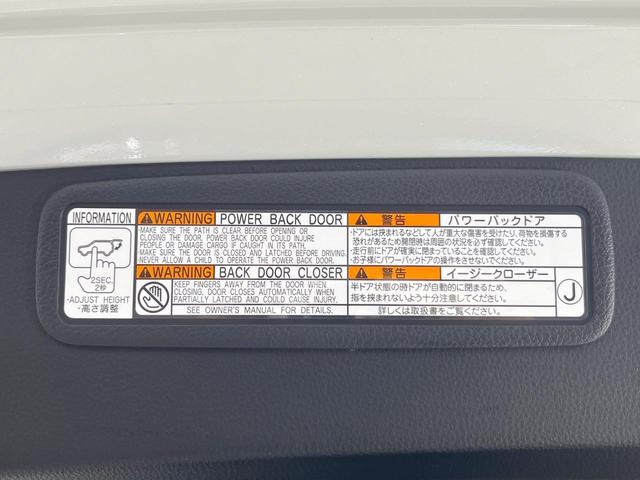 INFORMATION
2SEC.
2秒
·ADJUST HEIGHT
·高さ調整
WARNING POWER BACK DOOR
·MAKE SURE THE PATH IS CLEAR BEFORE OPENING OR
CLOSING THE DOOR. POWER BACK DOOR COULD INJURE
PEOPLE OR DAMAGE CARGO IF CAUGHT IN ITS PATH.
·MAKE SURE THE DOOR IS CLOSED AND LATCHED BEFORE DRIVING.
·NEVER ALLOW A CHILD TO OPERATE THE POWER BACK DOOR.
警告 パワーバックドア
·ドアには挟まれるなどして人が重大な傷害を受けたり、荷物を損傷する
恐れがあるため開閉時は周囲の状況を必ず確認してください。
·走行前にドアが確実に閉まっていることを確認してください。
·お子様にパワーバックドアの操作をさせないでください。
WARNING BACK DOOR CLOSER
KEEP FINGERS AWAY FROM THE DOOR WHEN
CLOSING. DOOR CLOSES AUTOMATICALLY WHEN
PARTIALLY LATCHED AND COULD CAUSE INJURY.
SEE OWNER'S MANUAL FOR DETAILS.
警告 イージークローザー
半ドア状態の時ドアが自動的に閉まるため、
指を挟まれないよう十分注意してください。
詳しくは取扱書をご覧ください。
J